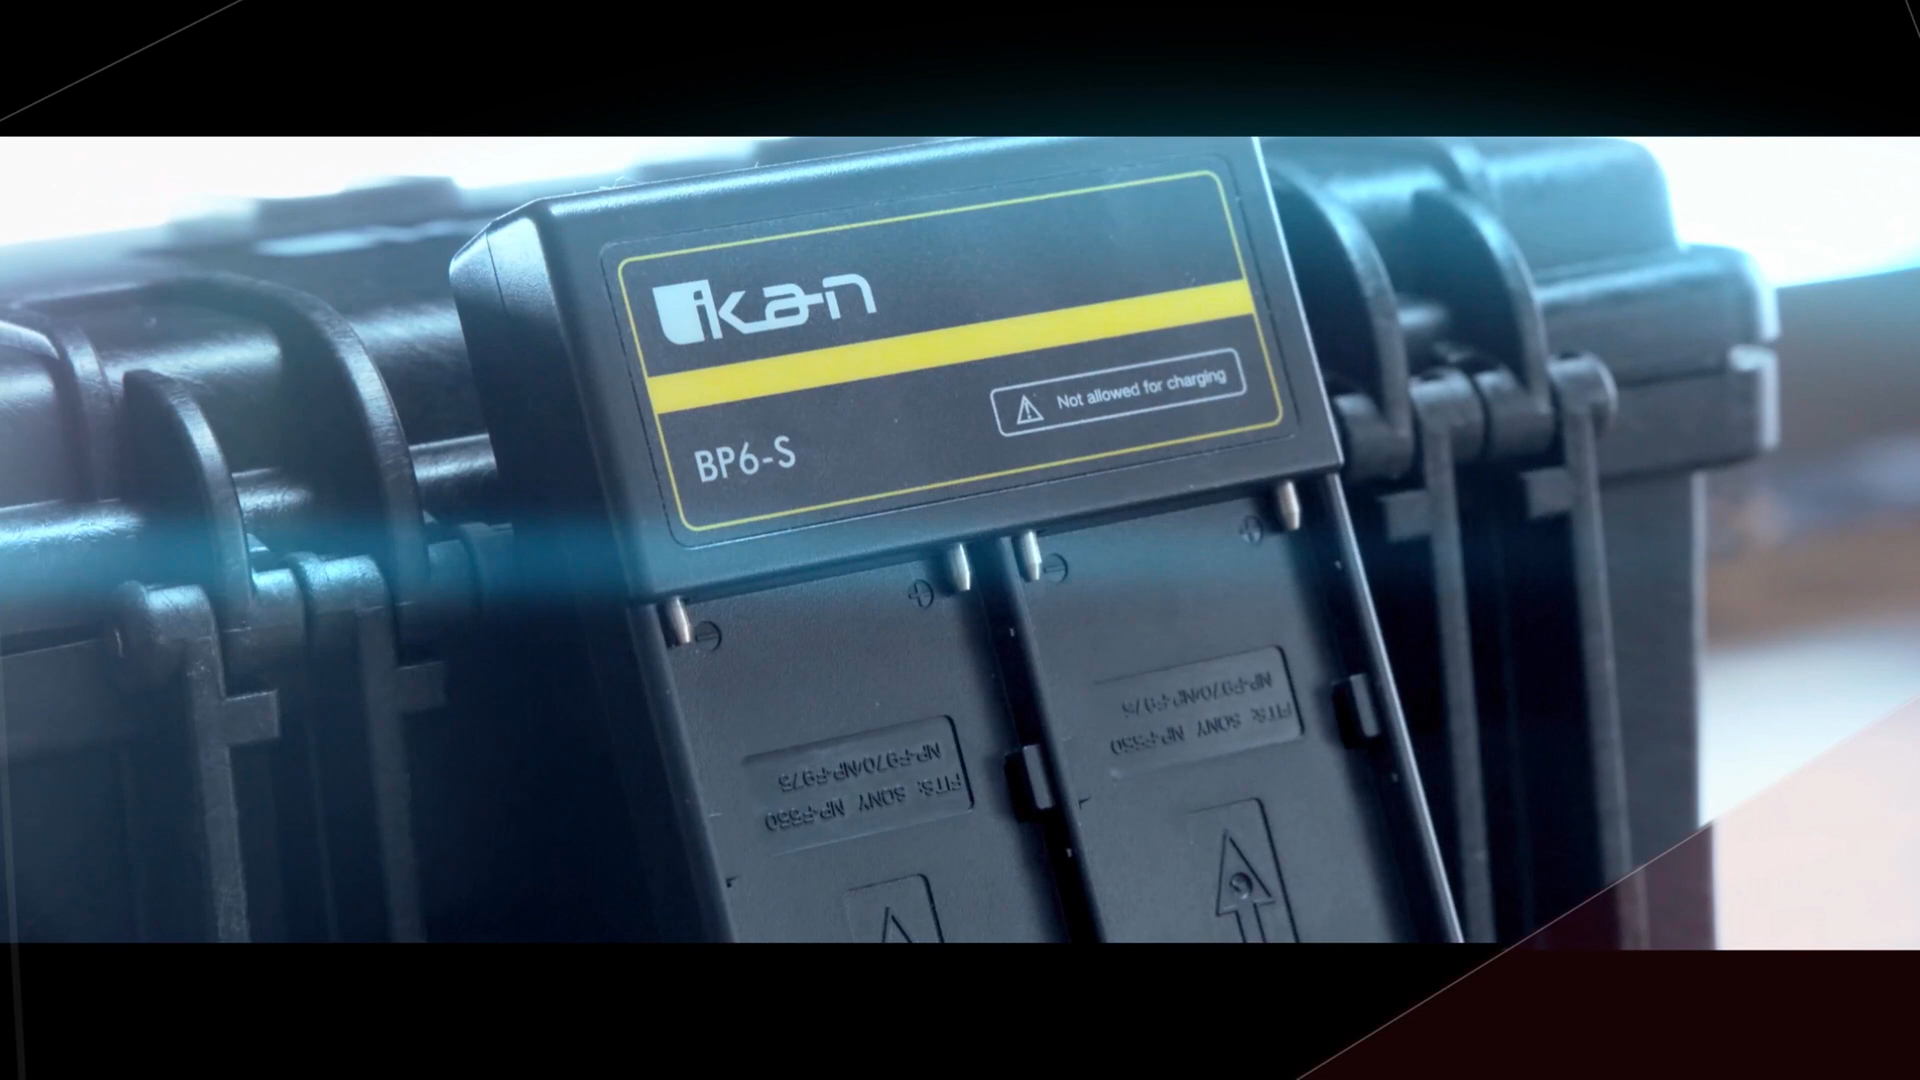 ikan
Not allowed for charging
BP6-S
FITS: SONY NP-F550
NP-F970/NP-F975
FITS: SONY NP-F550
NP-F970/NP-F975